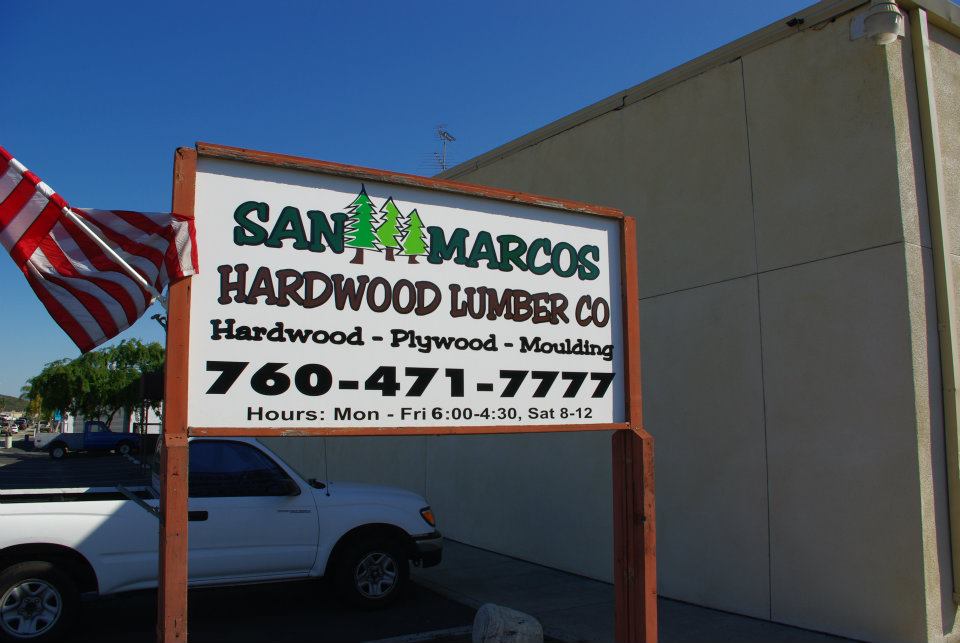 SAN MARCOS
HARDWOOD LUMBER CO
Hardwood - Plywood - Moulding
760-471-7777
Hours: Mon - Fri 6:00-4:30, Sat 8-12